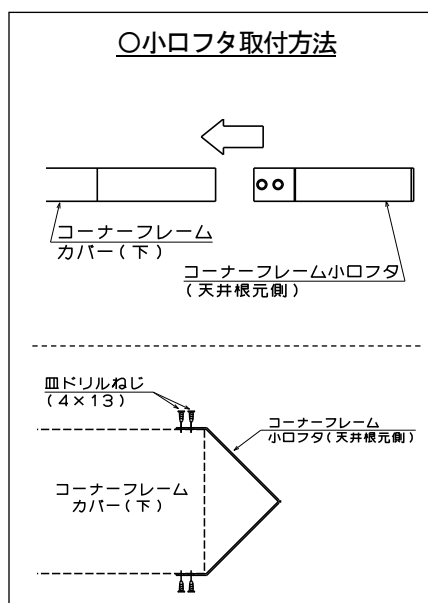 〇小口フタ取付方法
コーナーフレーム
カバー(下)
コーナーフレーム小口フタ
(天井根元側)
皿ドリルねじ
(4×13)
コーナーフレーム
小口フタ(天井根元側)
コーナーフレーム
カバー(下)